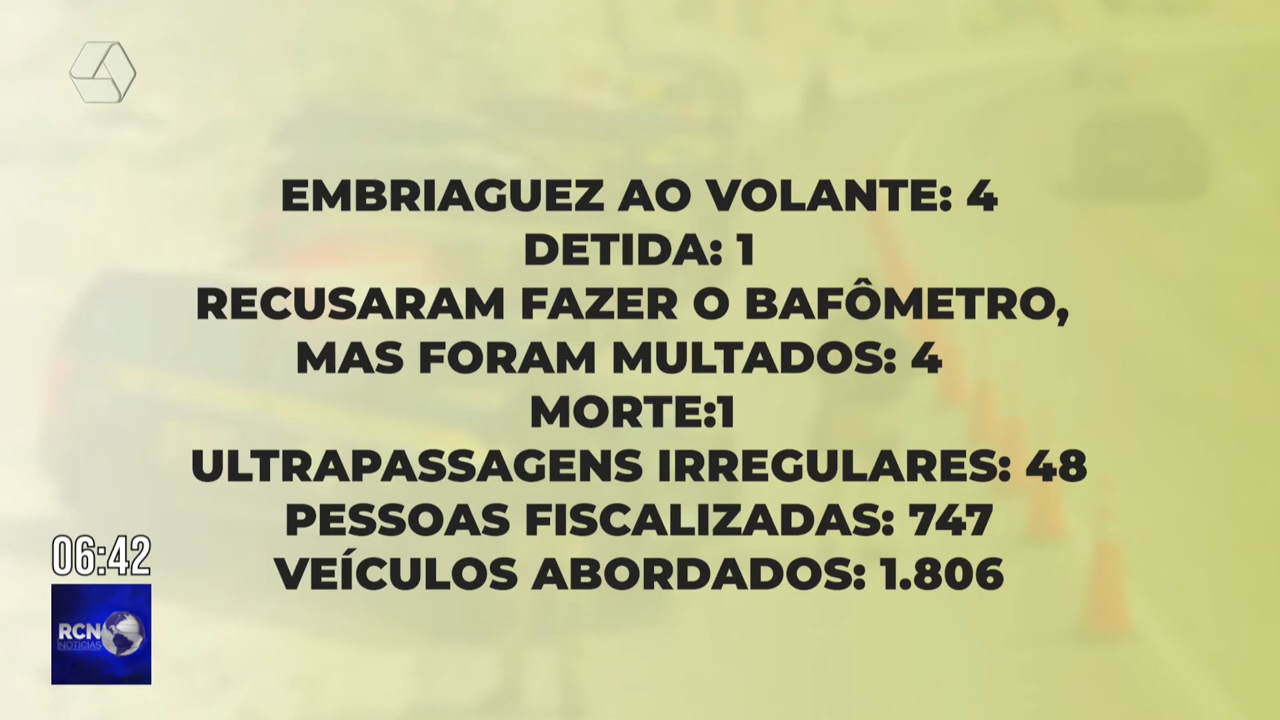 EMBRIAGUEZ AO VOLANTE: 4
DETIDA: 1
RECUSARAM FAZER O BAFÔMETRO,
MAS FORAM MULTADOS: 4
MORTE:1
ULTRAPASSAGENS IRREGULARES: 48
PESSOAS FISCALIZADAS: 747
VEÍCULOS ABORDADOS: 1.806
06:42
RCN
NOTÍCIAS